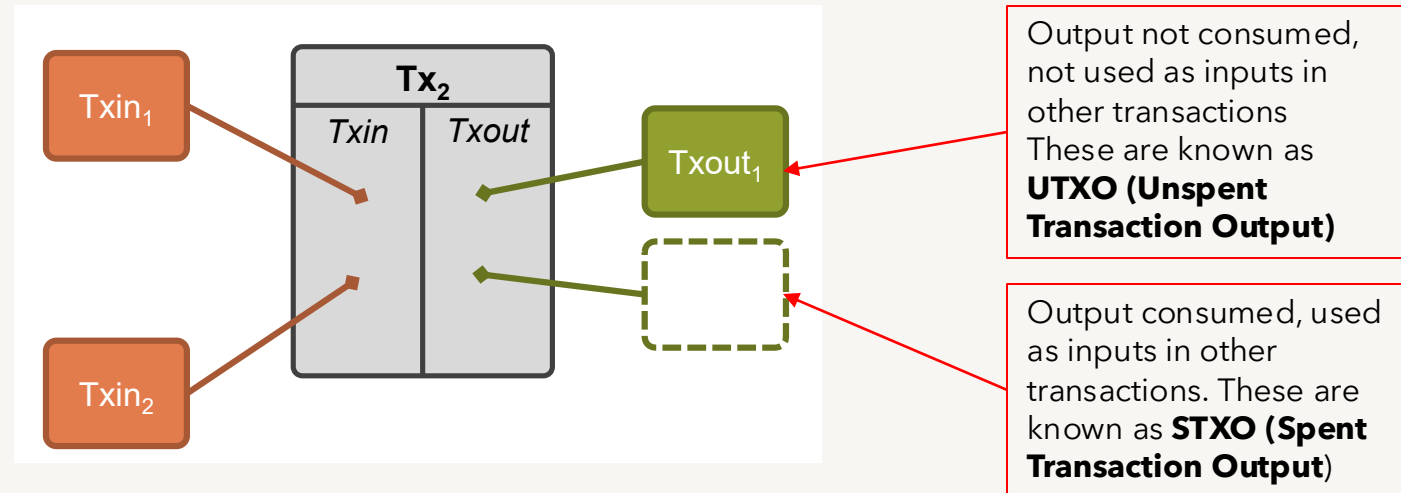 Txin₁
Tx₂
Txin
Txout
Txout₁
Txin₂
Output not consumed,
not used as inputs in
other transactions
These are known as
UTXO (Unspent
Transaction Output)
Output consumed, used
as inputs in other
transactions. These are
known as STXO (Spent
Transaction Output)